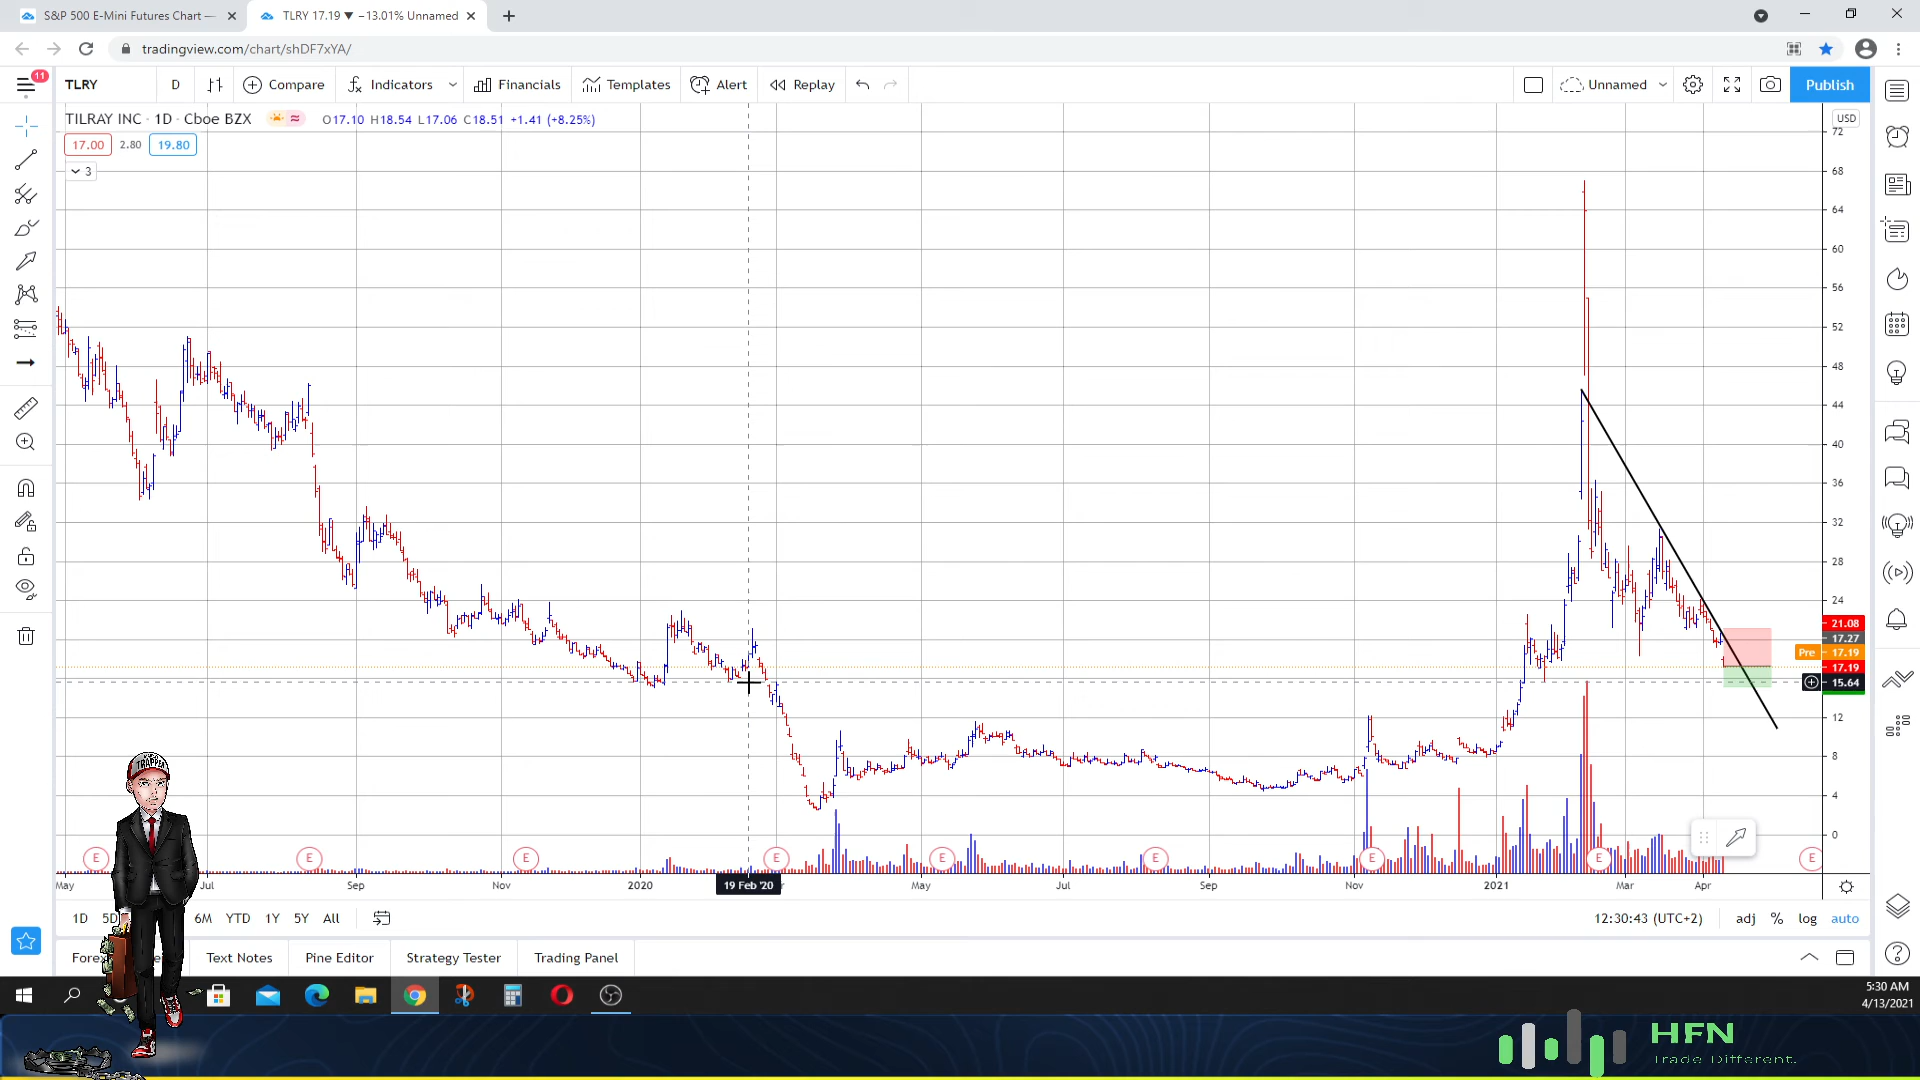 S&P 500 E-Mini Futures Chart —
TLRY 17.19 ▼ −13.01% Unnamed
tradingview.com/chart/shDF7xYA/
11
TLRY
D
Compare
Indicators
Financials
Templates
Alert
Replay
Unnamed
Publish
TILRAY INC · 1D · Cboe BZX
O17.10 H18.54 L17.06 C18.51 +1.41 (+8.25%)
USD
17.00 2.80 19.80
3
72
68
64
60
56
52
48
44
40
36
32
28
24
21.08
17.27
Pre 17.19
17.19
15.64
12
8
4
0
TRAPPER
E E E E E E E E E
May Jul Sep Nov 2020 19 Feb '20 May Jul Sep Nov 2021 Mar Apr
1D 5D 6M YTD 1Y 5Y All
12:30:43 (UTC+2) adj % log auto
Text Notes Pine Editor Strategy Tester Trading Panel
5:30 AM
4/13/2021
HFN
Trade Different.